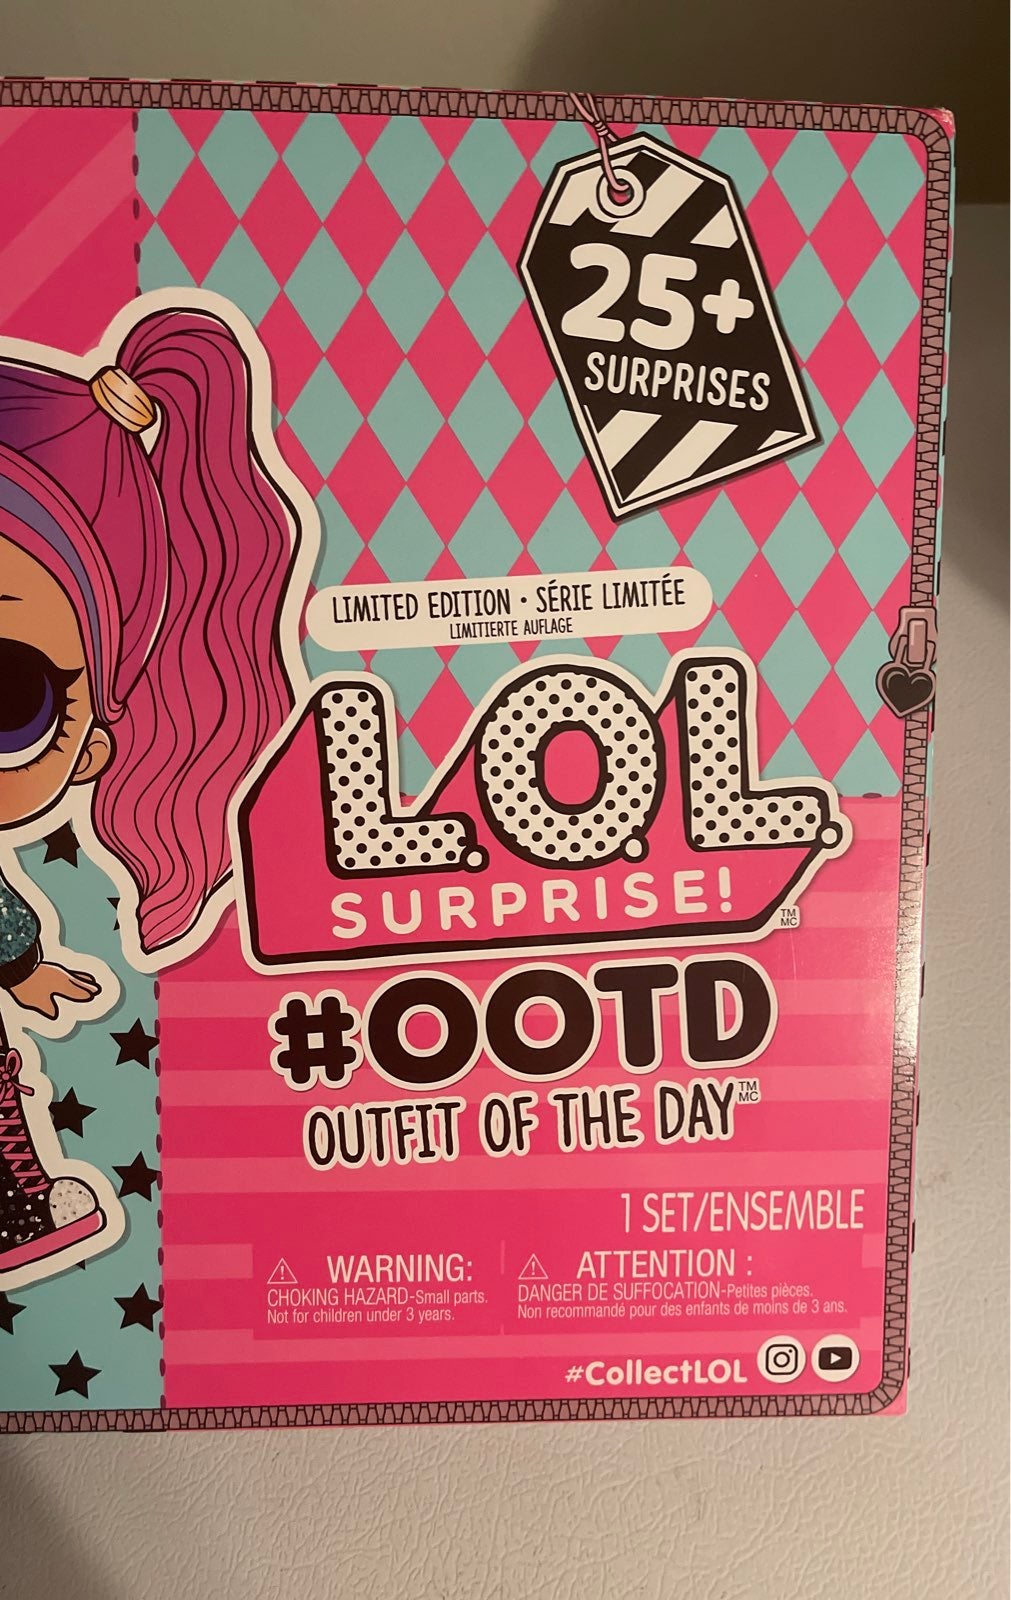 25+
SURPRISES
LIMITED EDITION • SÉRIE LIMITÉE
LIMITIERTE AUFLAGE
L.O.L.
SURPRISE!
TM
MC
#OOTD
OUTFIT OF THE DAY TM
MC
1 SET/ENSEMBLE
WARNING:
CHOKING HAZARD-Small parts.
Not for children under 3 years.
ATTENTION :
DANGER DE SUFFOCATION-Petites pièces.
Non recommandé pour des enfants de moins de 3 ans.
#CollectLOL